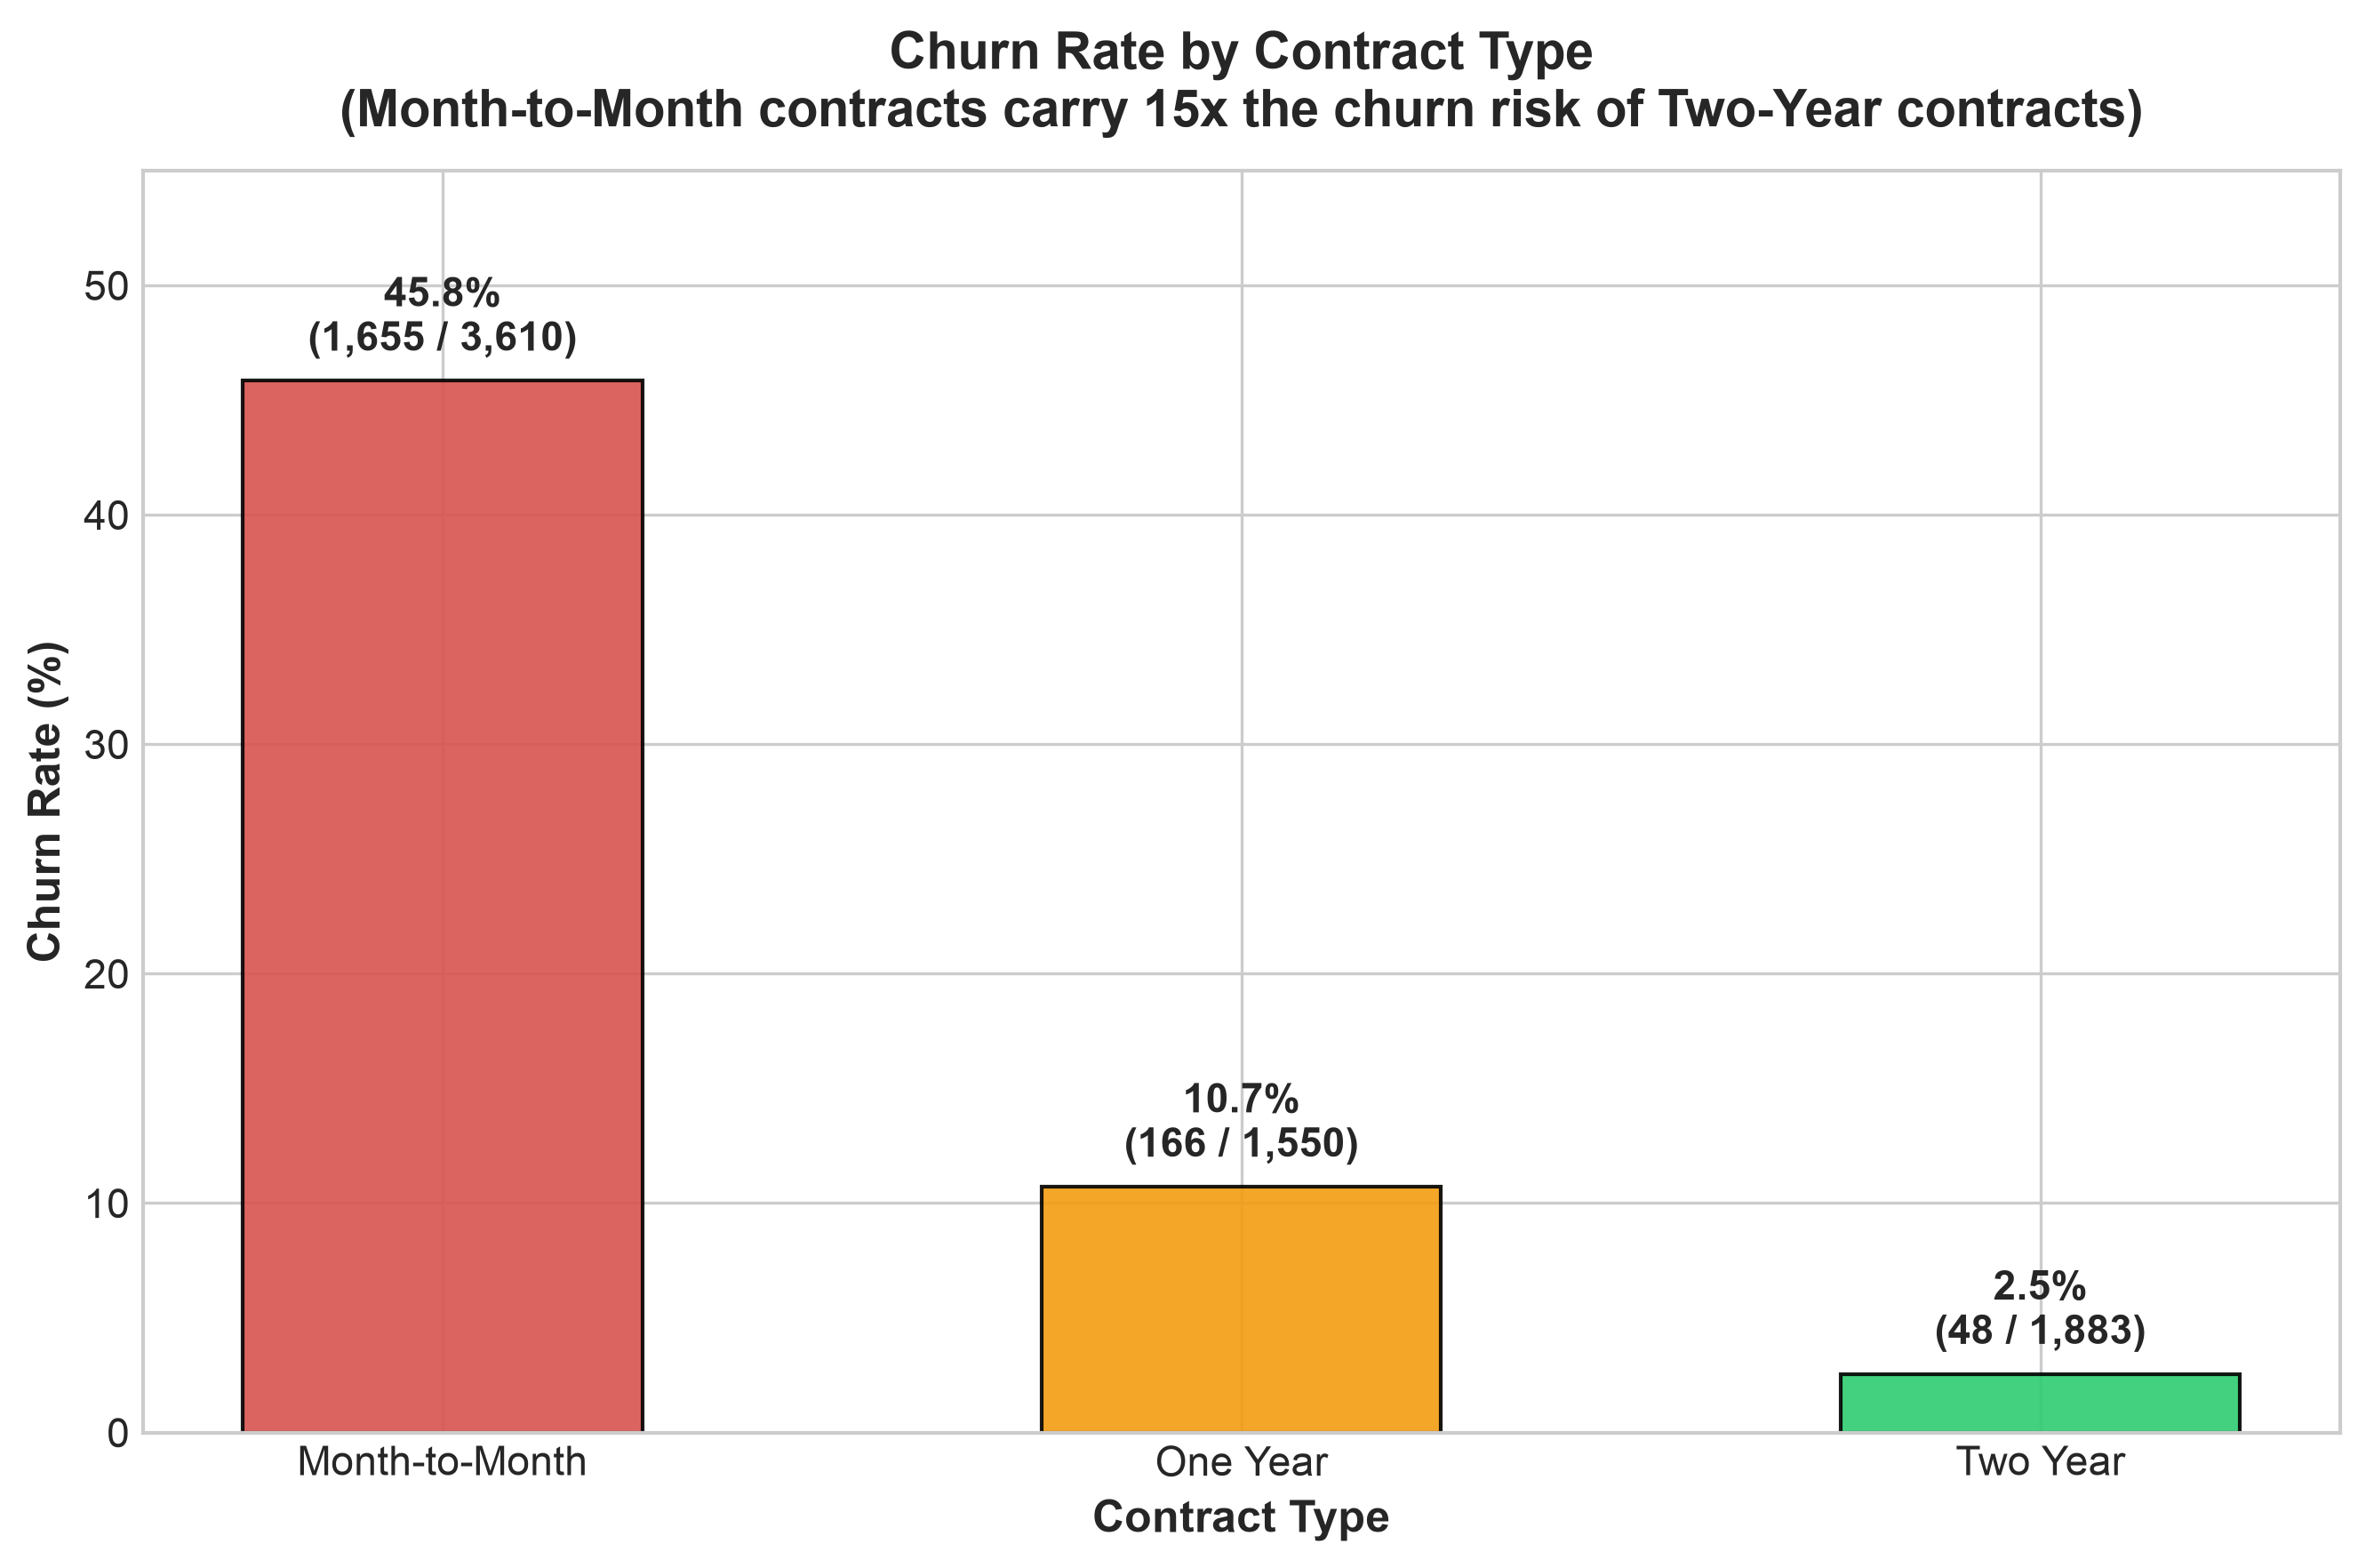 Churn Rate by Contract Type
(Month-to-Month contracts carry 15x the churn risk of Two-Year contracts)
Churn Rate (%)
50
40
30
20
10
0
45.8%
(1,655 / 3,610)
10.7%
(166 / 1,550)
2.5%
(48 / 1,883)
Month-to-Month
One Year
Two Year
Contract Type